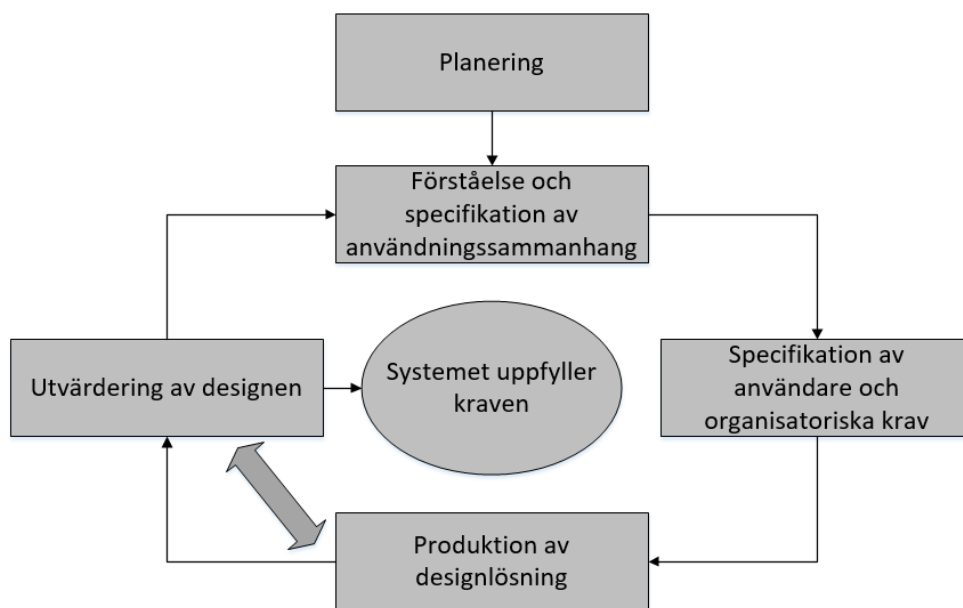 Planering
Förståelse och
specifikation av
användningssammanhang
Utvärdering av designen
Systemet uppfyller
kraven
Specifikation av
användare och
organisatoriska krav
Produktion av
designlösning